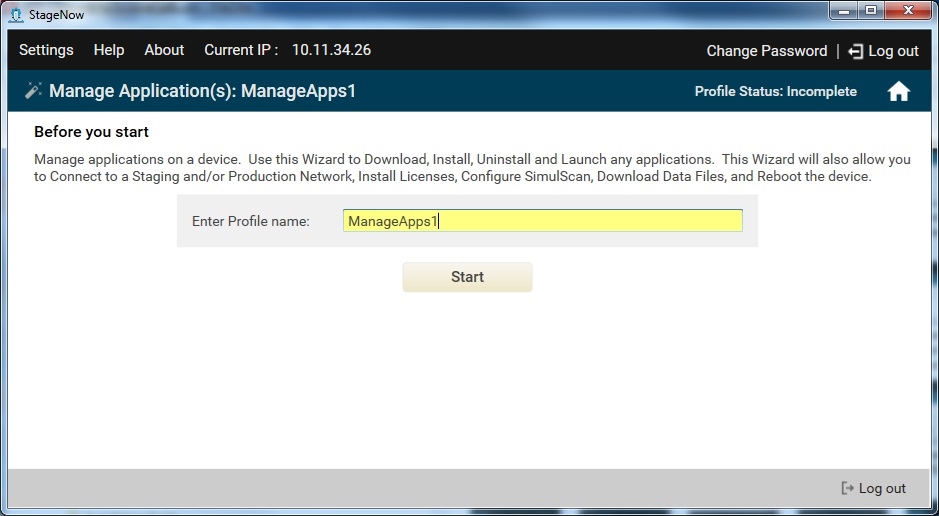 StageNow
Settings Help About Current IP : 10.11.34.26 Change Password | Log out
Manage Application(s): ManageApps1 Profile Status: Incomplete
Before you start
Manage applications on a device. Use this Wizard to Download, Install, Uninstall and Launch any applications. This Wizard will also allow you
to Connect to a Staging and/or Production Network, Install Licenses, Configure SimulScan, Download Data Files, and Reboot the device.
Enter Profile name: ManageApps1
Start
Log out